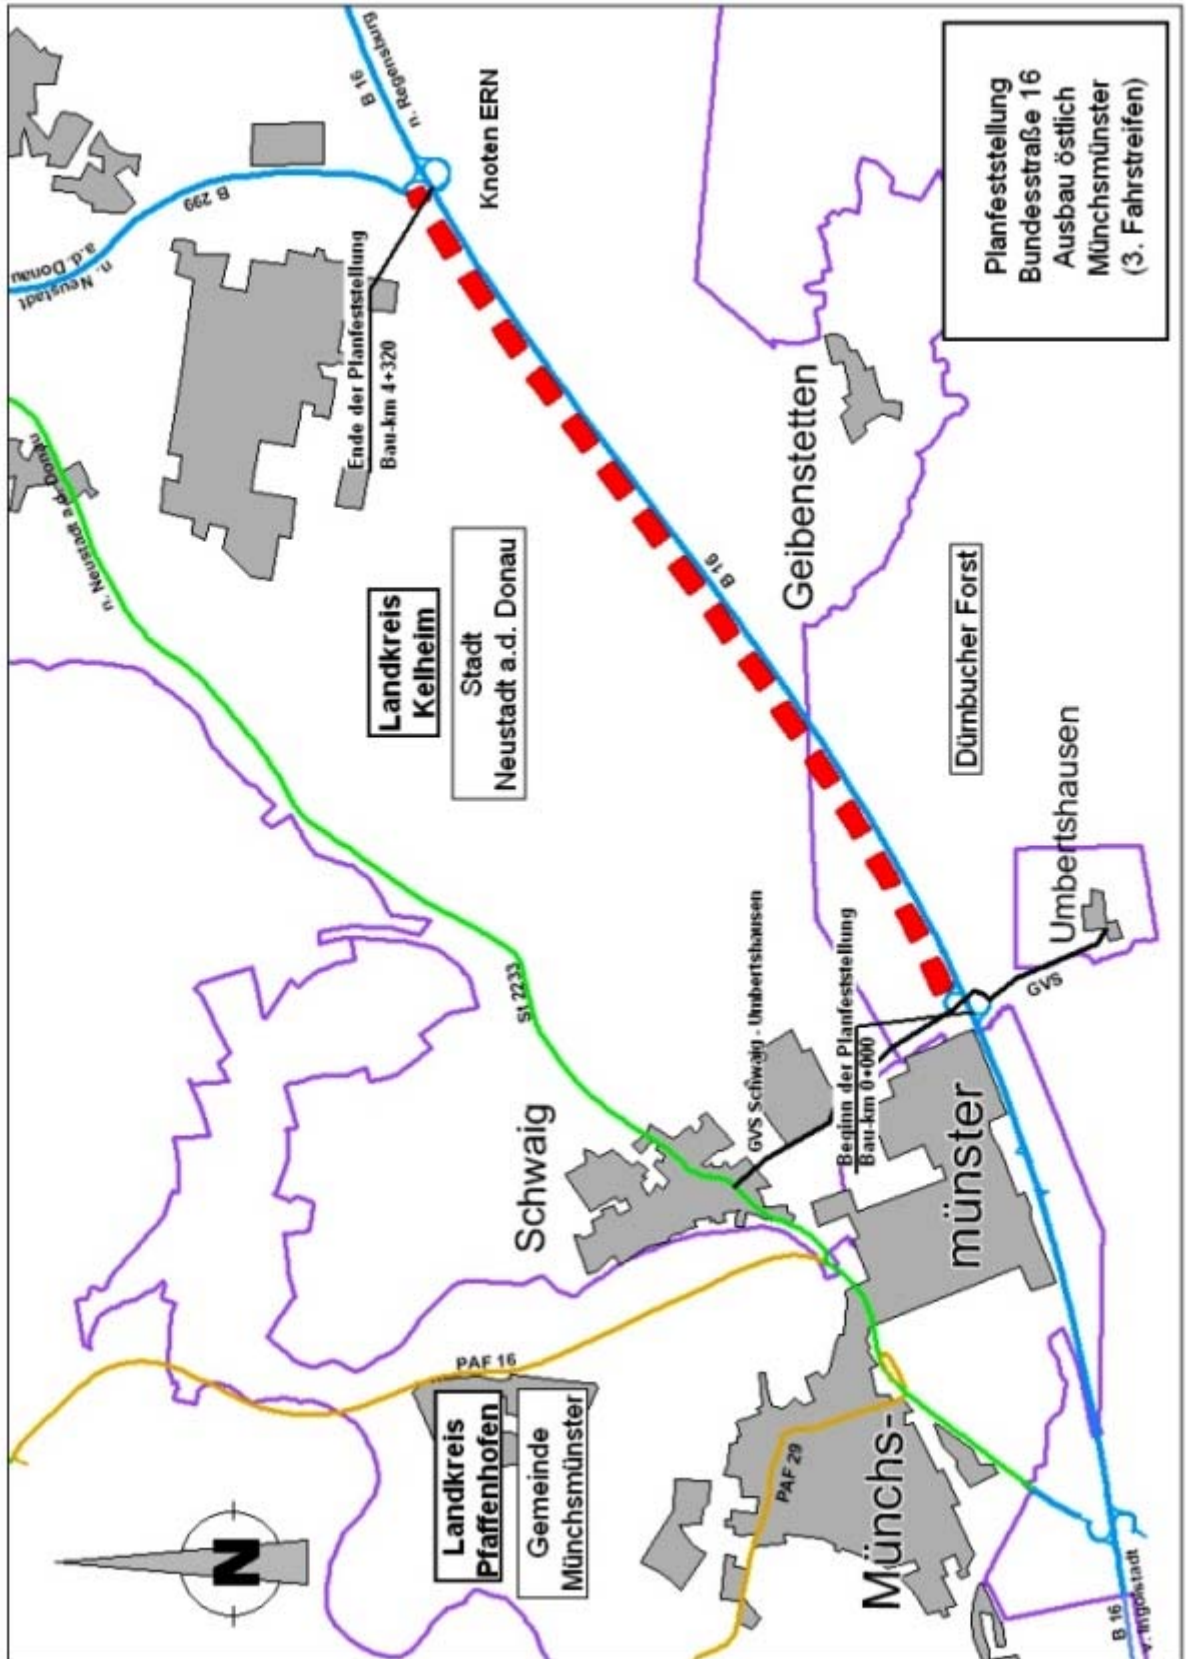 Planfeststellung
Bundesstraße 16
Ausbau östlich
Münchsmünster
(3. Fahrstreifen)
n. Regensburg
B 16
Knoten ERN
B 299
n. Neustadt
a.d. Donau
Ende der Planfeststellung
Bau-km 4+320
n. Neustadt a.d. Donau
Landkreis
Kelheim
Stadt
Neustadt a.d. Donau
B 16
Geibenstetten
Dürnbucher Forst
Umbertshausen
GVS
GVS Schwaig - Umbertshausen
Beginn der Planfeststellung
Bau-km 0+000
St 2233
Schwaig
PAF 16
Landkreis
Pfaffenhofen
Gemeinde
Münchsmünster
PAF 29
Münchs-
münster
B 16
v. Ingolstadt
N